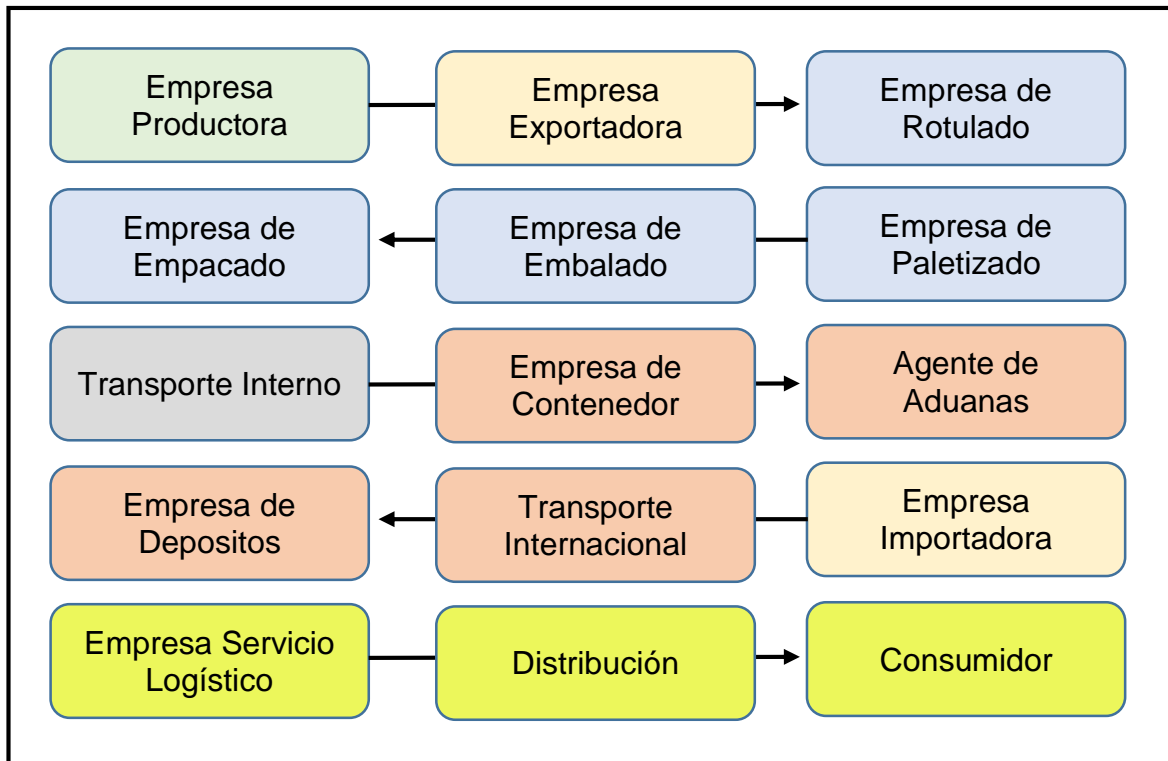 Empresa
Productora
Empresa
Exportadora
Empresa de
Rotulado
Empresa de
Empacado
Empresa de
Embalado
Empresa de
Paletizado
Transporte Interno
Empresa de
Contenedor
Agente de
Aduanas
Empresa de
Depositos
Transporte
Internacional
Empresa
Importadora
Empresa Servicio
Logístico
Distribución
Consumidor